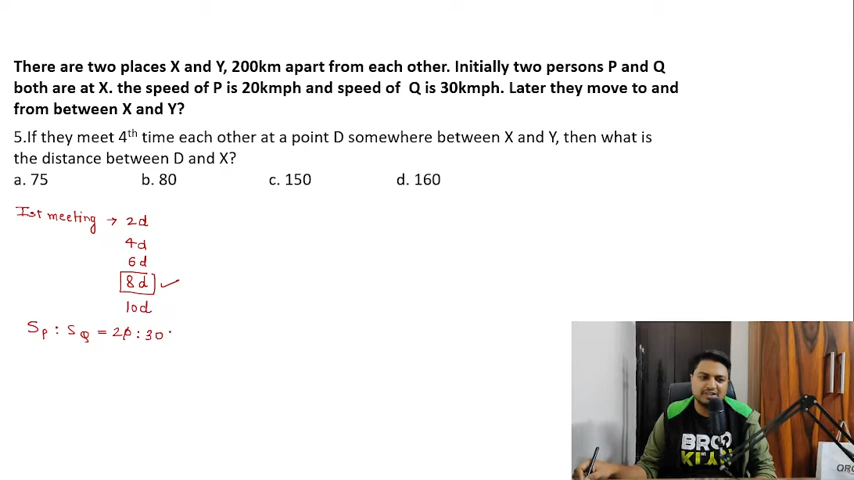 There are two places X and Y, 200km apart from each other. Initially two persons P and Q
both are at X. the speed of P is 20kmph and speed of Q is 30kmph. Later they move to and
from between X and Y?
5.If they meet 4th time each other at a point D somewhere between X and Y, then what is
the distance between D and X?
a. 75 b. 80 c. 150 d. 160
Ist meeting → 2d
4d
6d
8d ✓
10d
Sp : SQ = 20 : 30
BROO
KLYN